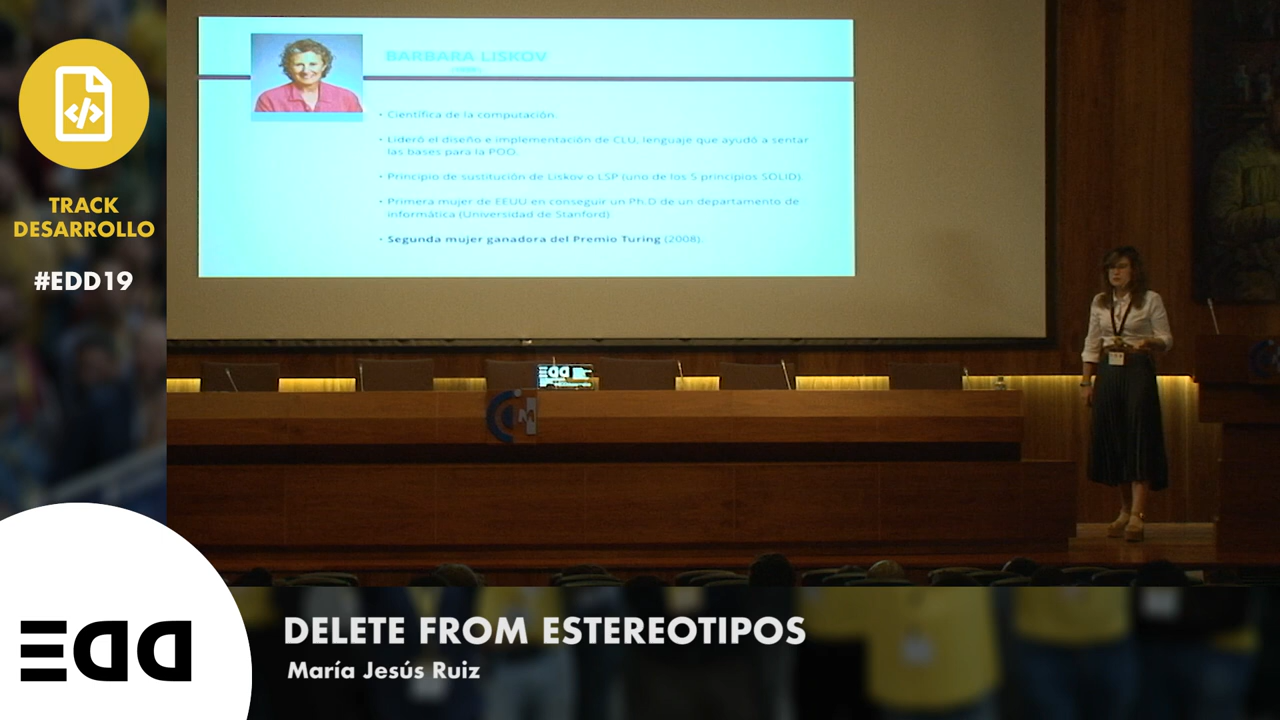 TRACK
DESARROLLO
#EDD19
BARBARA LISKOV
• Científica de la computación.
• Lideró el diseño e implementación de CLU, lenguaje que ayudó a sentar
las bases para la POO.
• Principio de sustitución de Liskov o LSP (uno de los 5 principios SOLID).
• Primera mujer de EEUU en conseguir un Ph.D de un departamento de
informática (Universidad de Stanford).
• Segunda mujer ganadora del Premio Turing (2008).
EDD
M
DELETE FROM ESTEREOTIPOS
María Jesús Ruiz
EDD